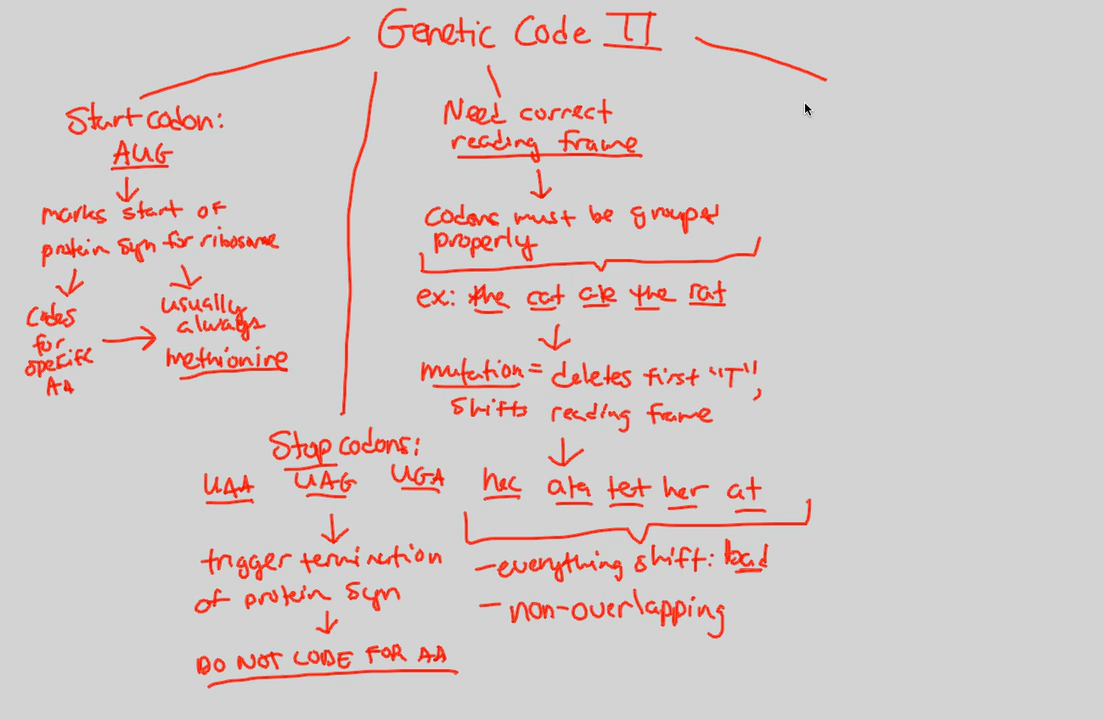 Genetic Code II
Start codon:
AUG
marks start of
protein syn for ribosome
codes
for
specific
AA
usually
always
methionine
Stop codons:
UAA UAG UGA
trigger termination
of protein syn
DO NOT CODE FOR AA
Need correct
reading frame
codons must be grouped
properly
ex: the cat ate the rat
mutation = deletes first "T",
shifts reading frame
hec ata tet her at
- everything shift: bad
- non-overlapping